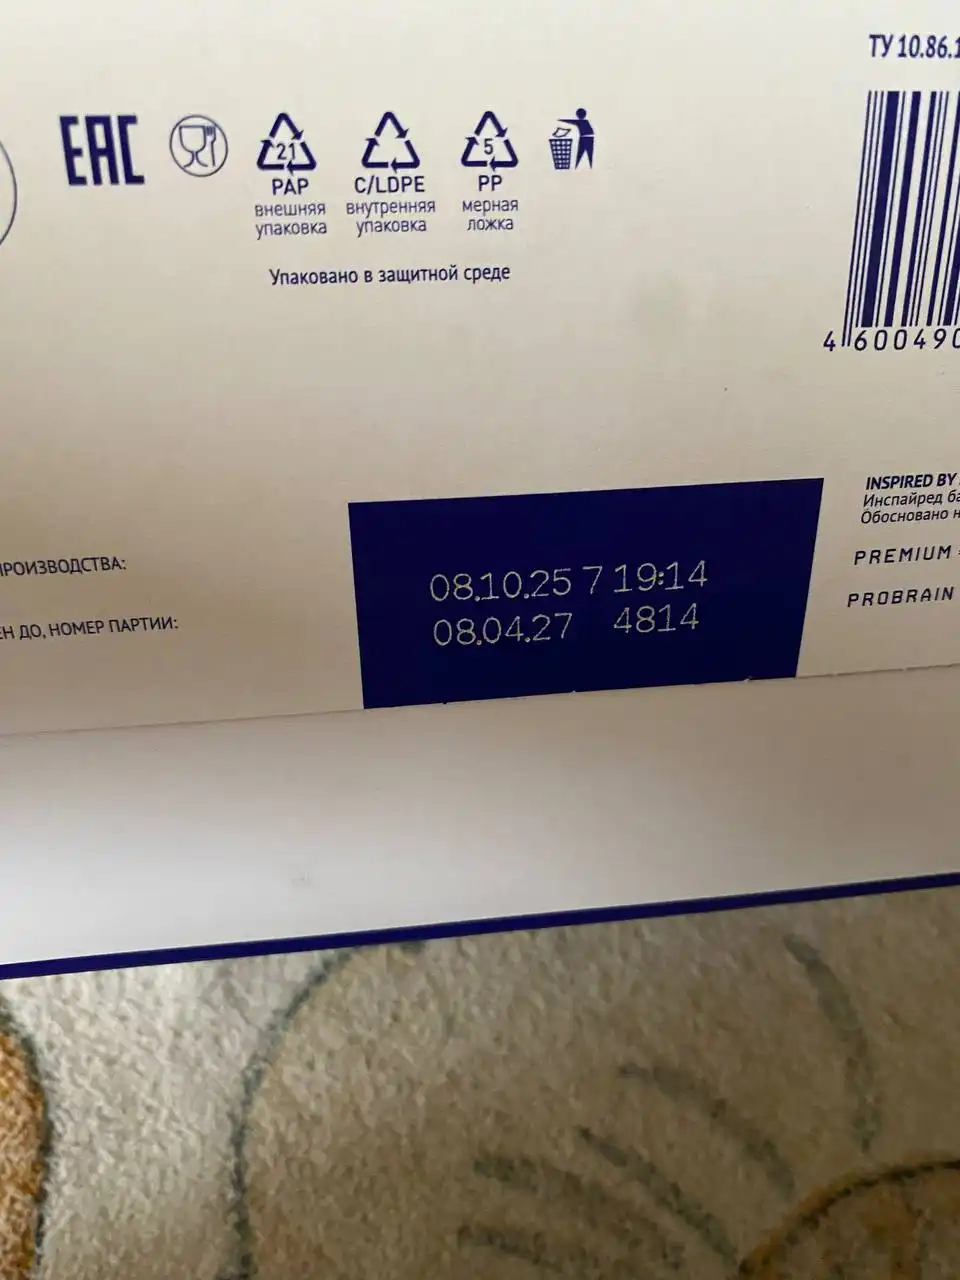 ТУ 10.86.1
EAC
21
5
PAP
C/LDPE
PP
внешняя
упаковка
внутренняя
упаковка
мерная
ложка
Упаковано в защитной среде
4 600490
INSPIRED BY
Инспайред
Обосновано
PREMIUM
PROBRAIN
РОИЗВОДСТВА:
08.10.25 7 19:14
ЕН ДО, НОМЕР ПАРТИИ:
08.04.27 4814